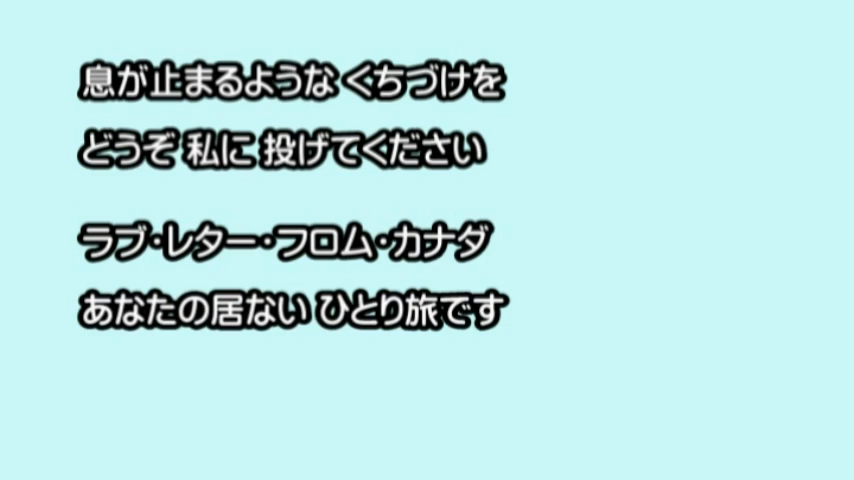 息が止まるような くちづけを
どうぞ 私に 投げてください
ラブ・レター・フロム・カナダ
あなたの居ない ひとり旅です